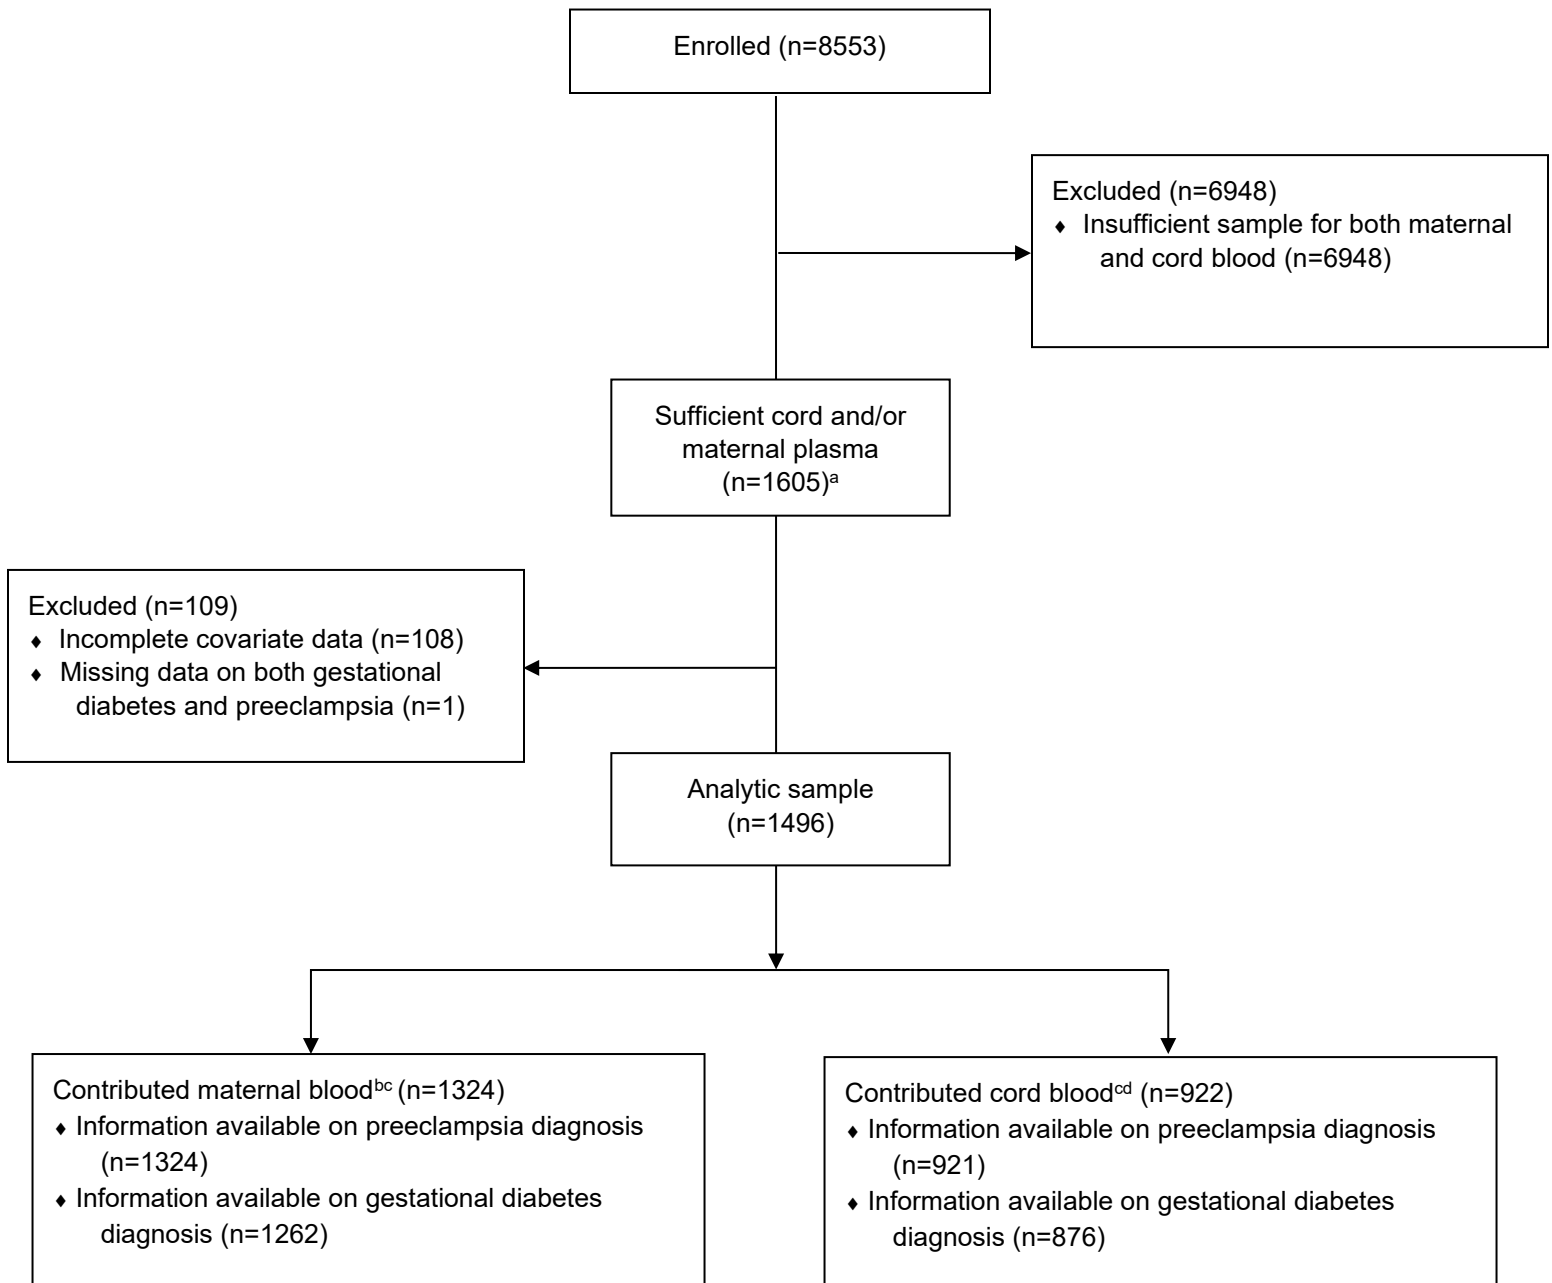 Enrolled (n=8553)
Excluded (n=6948)
♦ Insufficient sample for both maternal
and cord blood (n=6948)
Sufficient cord and/or
maternal plasma
(n=1605)ᵃ
Excluded (n=109)
♦ Incomplete covariate data (n=108)
♦ Missing data on both gestational
diabetes and preeclampsia (n=1)
Analytic sample
(n=1496)
Contributed maternal bloodᵇᶜ (n=1324)
♦ Information available on preeclampsia diagnosis
(n=1324)
♦ Information available on gestational diabetes
diagnosis (n=1262)
Contributed cord bloodᶜᵈ (n=922)
♦ Information available on preeclampsia diagnosis
(n=921)
♦ Information available on gestational diabetes
diagnosis (n=876)